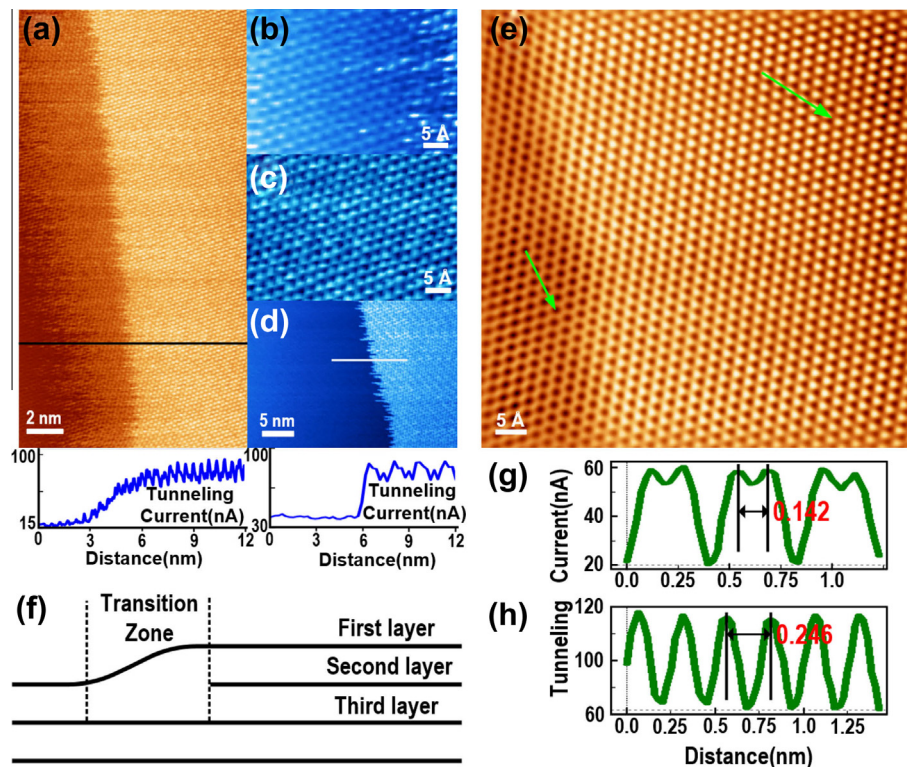 (a)
2 nm
(b)
5 Å
(c)
5 Å
(d)
5 nm
(e)
5 Å
100
15
Tunneling
Current(nA)
0 3 6 9 12
Distance(nm)
100
30
Tunneling
Current(nA)
0 3 6 9 12
Distance(nm)
(f)
Transition
Zone
First layer
Second layer
Third layer
(g)
60
40
20
Current(nA)
0.142
0.0 0.25 0.5 0.75 1.0
(h)
120
100
60
Tunneling
0.246
0.0 0.25 0.5 0.75 1.0 1.25
Distance(nm)